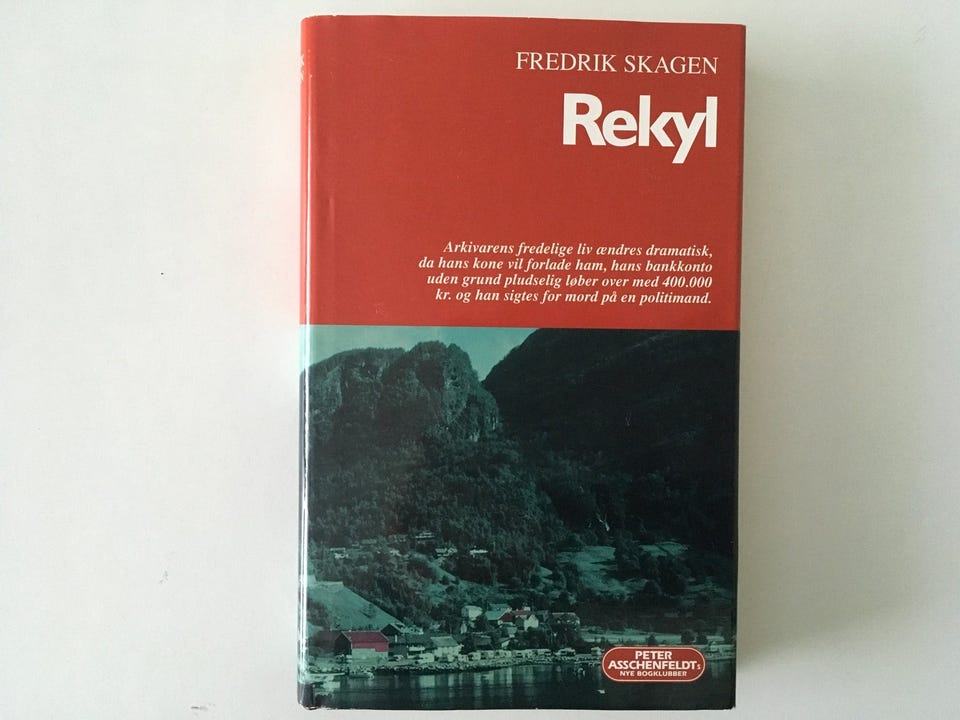 FREDRIK SKAGEN
Rekyl
Arkivarens fredelige liv ændres dramatisk,
da hans kone vil forlade ham, hans bankkonto
uden grund pludselig løber over med 400.000
kr. og han sigtes for mord på en politimand.
PETER
ASSCHENFELDTs
NYE BOGKLUBBER